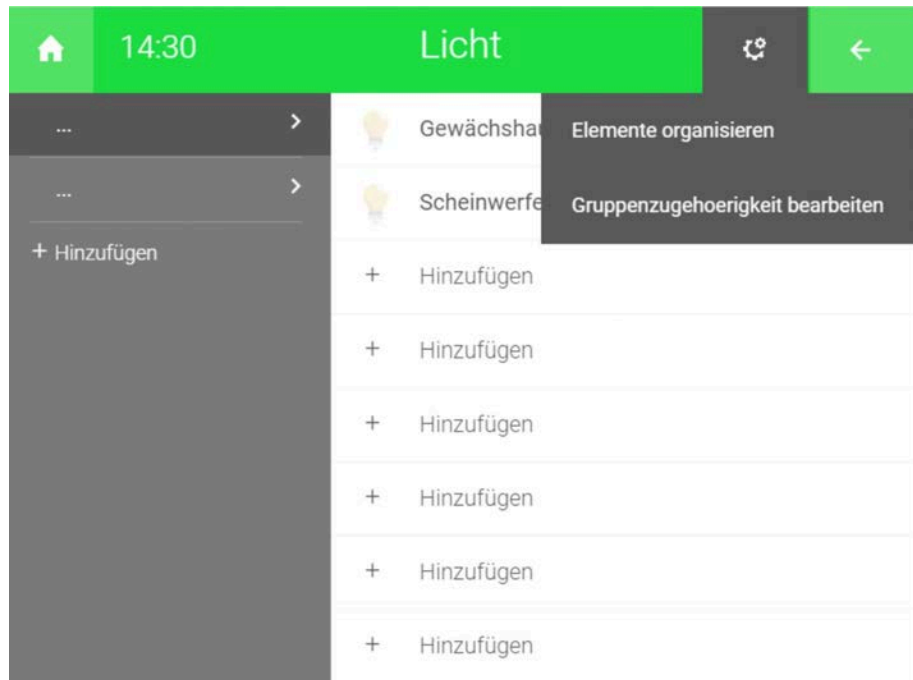 14:30
Licht
...
...
+ Hinzufügen
Gewächshau
Scheinwerfe
+ Hinzufügen
+ Hinzufügen
+ Hinzufügen
+ Hinzufügen
+ Hinzufügen
+ Hinzufügen
Elemente organisieren
Gruppenzugehoerigkeit bearbeiten